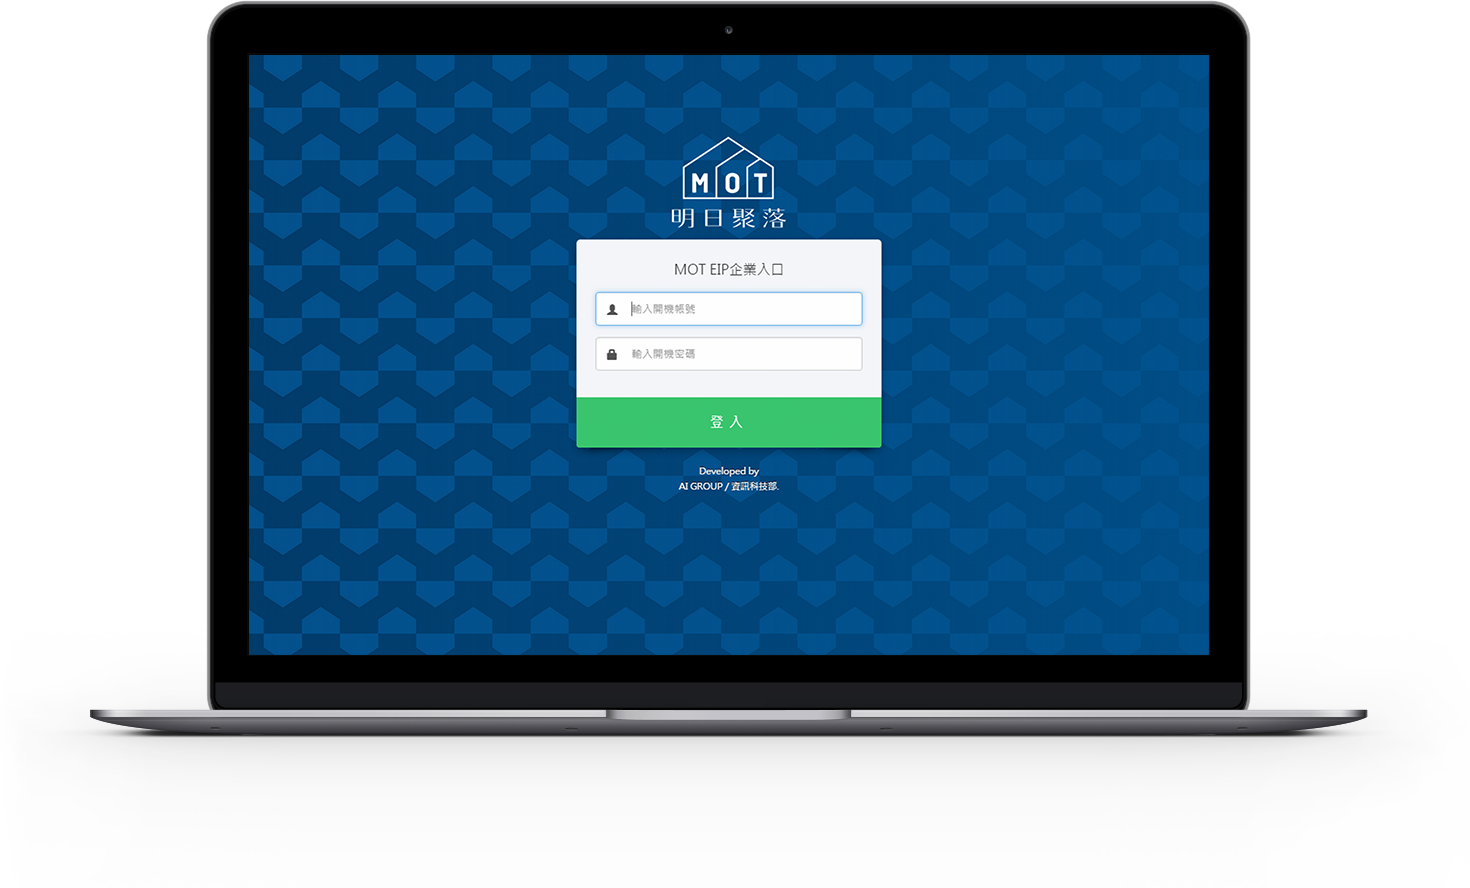 MOT
明日聚落
MOT EIP企業入口
輸入開機帳號
輸入開機密碼
登入
Developed by
AI GROUP / 資訊科技部.